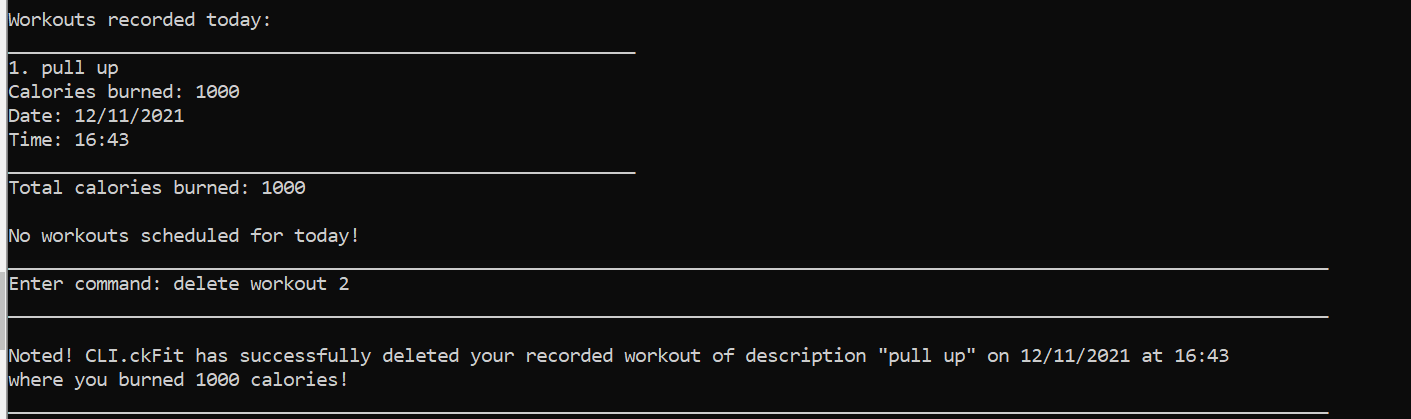 Workouts recorded today:
1. pull up
Calories burned: 1000
Date: 12/11/2021
Time: 16:43
Total calories burned: 1000
No workouts scheduled for today!
Enter command: delete workout 2
Noted! CLI.ckFit has successfully deleted your recorded workout of description "pull up" on 12/11/2021 at 16:43
where you burned 1000 calories!